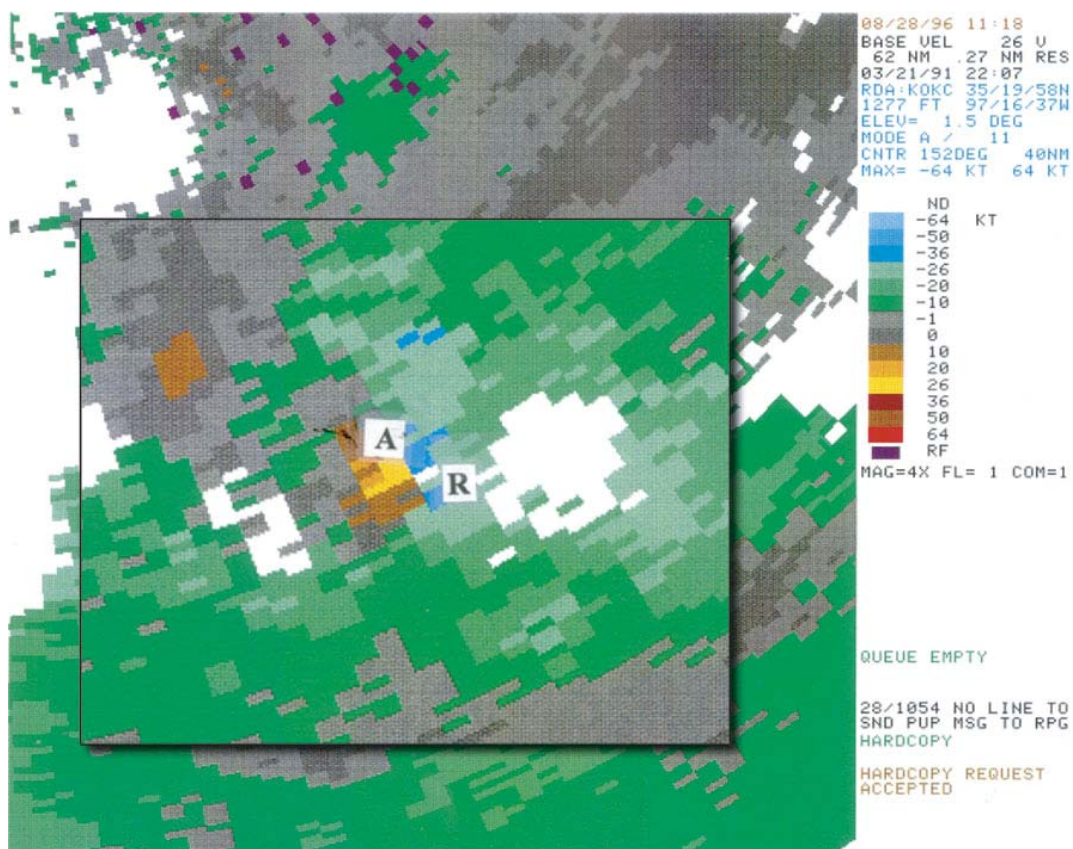 08/28/96 11:18
BASE VEL 26 V
62 NM .27 NM RES
03/21/91 22:07
RDA:KOKC 35/19/58N
1277 FT 97/16/37W
ELEV= 1.5 DEG
MODE A / 11
CNTR 152DEG 40NM
MAX= -64 KT 64 KT
ND
-64 KT
-50
-36
-26
-20
-10
-1
0
10
20
26
36
50
64
RF
MAG=4X FL= 1 COM=1
A
R
QUEUE EMPTY
28/1054 NO LINE TO
SND PUP MSG TO RPG
HARDCOPY
HARDCOPY REQUEST
ACCEPTED